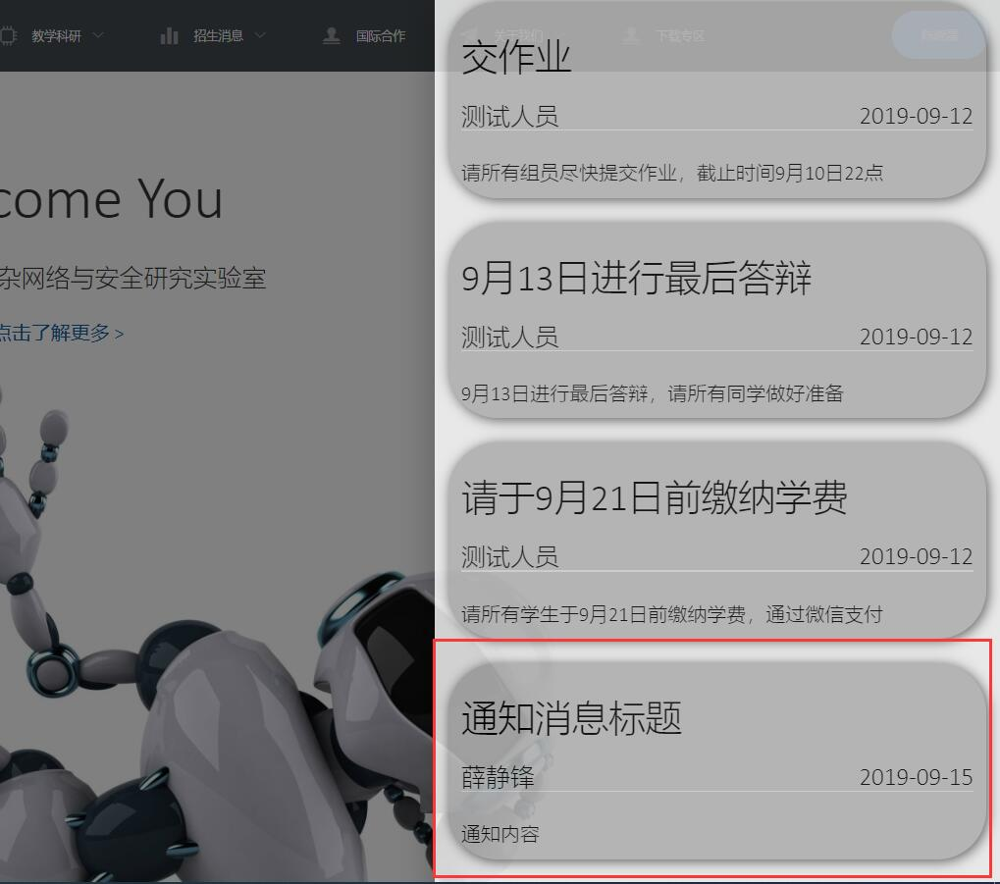 教学科研
招生消息
国际合作
关于我们
下载专区
come You
杂网络与安全研究实验室
点击了解更多 >
交作业
测试人员 2019-09-12
请所有组员尽快提交作业，截止时间9月10日22点
9月13日进行最后答辩
测试人员 2019-09-12
9月13日进行最后答辩，请所有同学做好准备
请于9月21日前缴纳学费
测试人员 2019-09-12
请所有学生于9月21日前缴纳学费，通过微信支付
通知消息标题
薛静锋 2019-09-15
通知内容